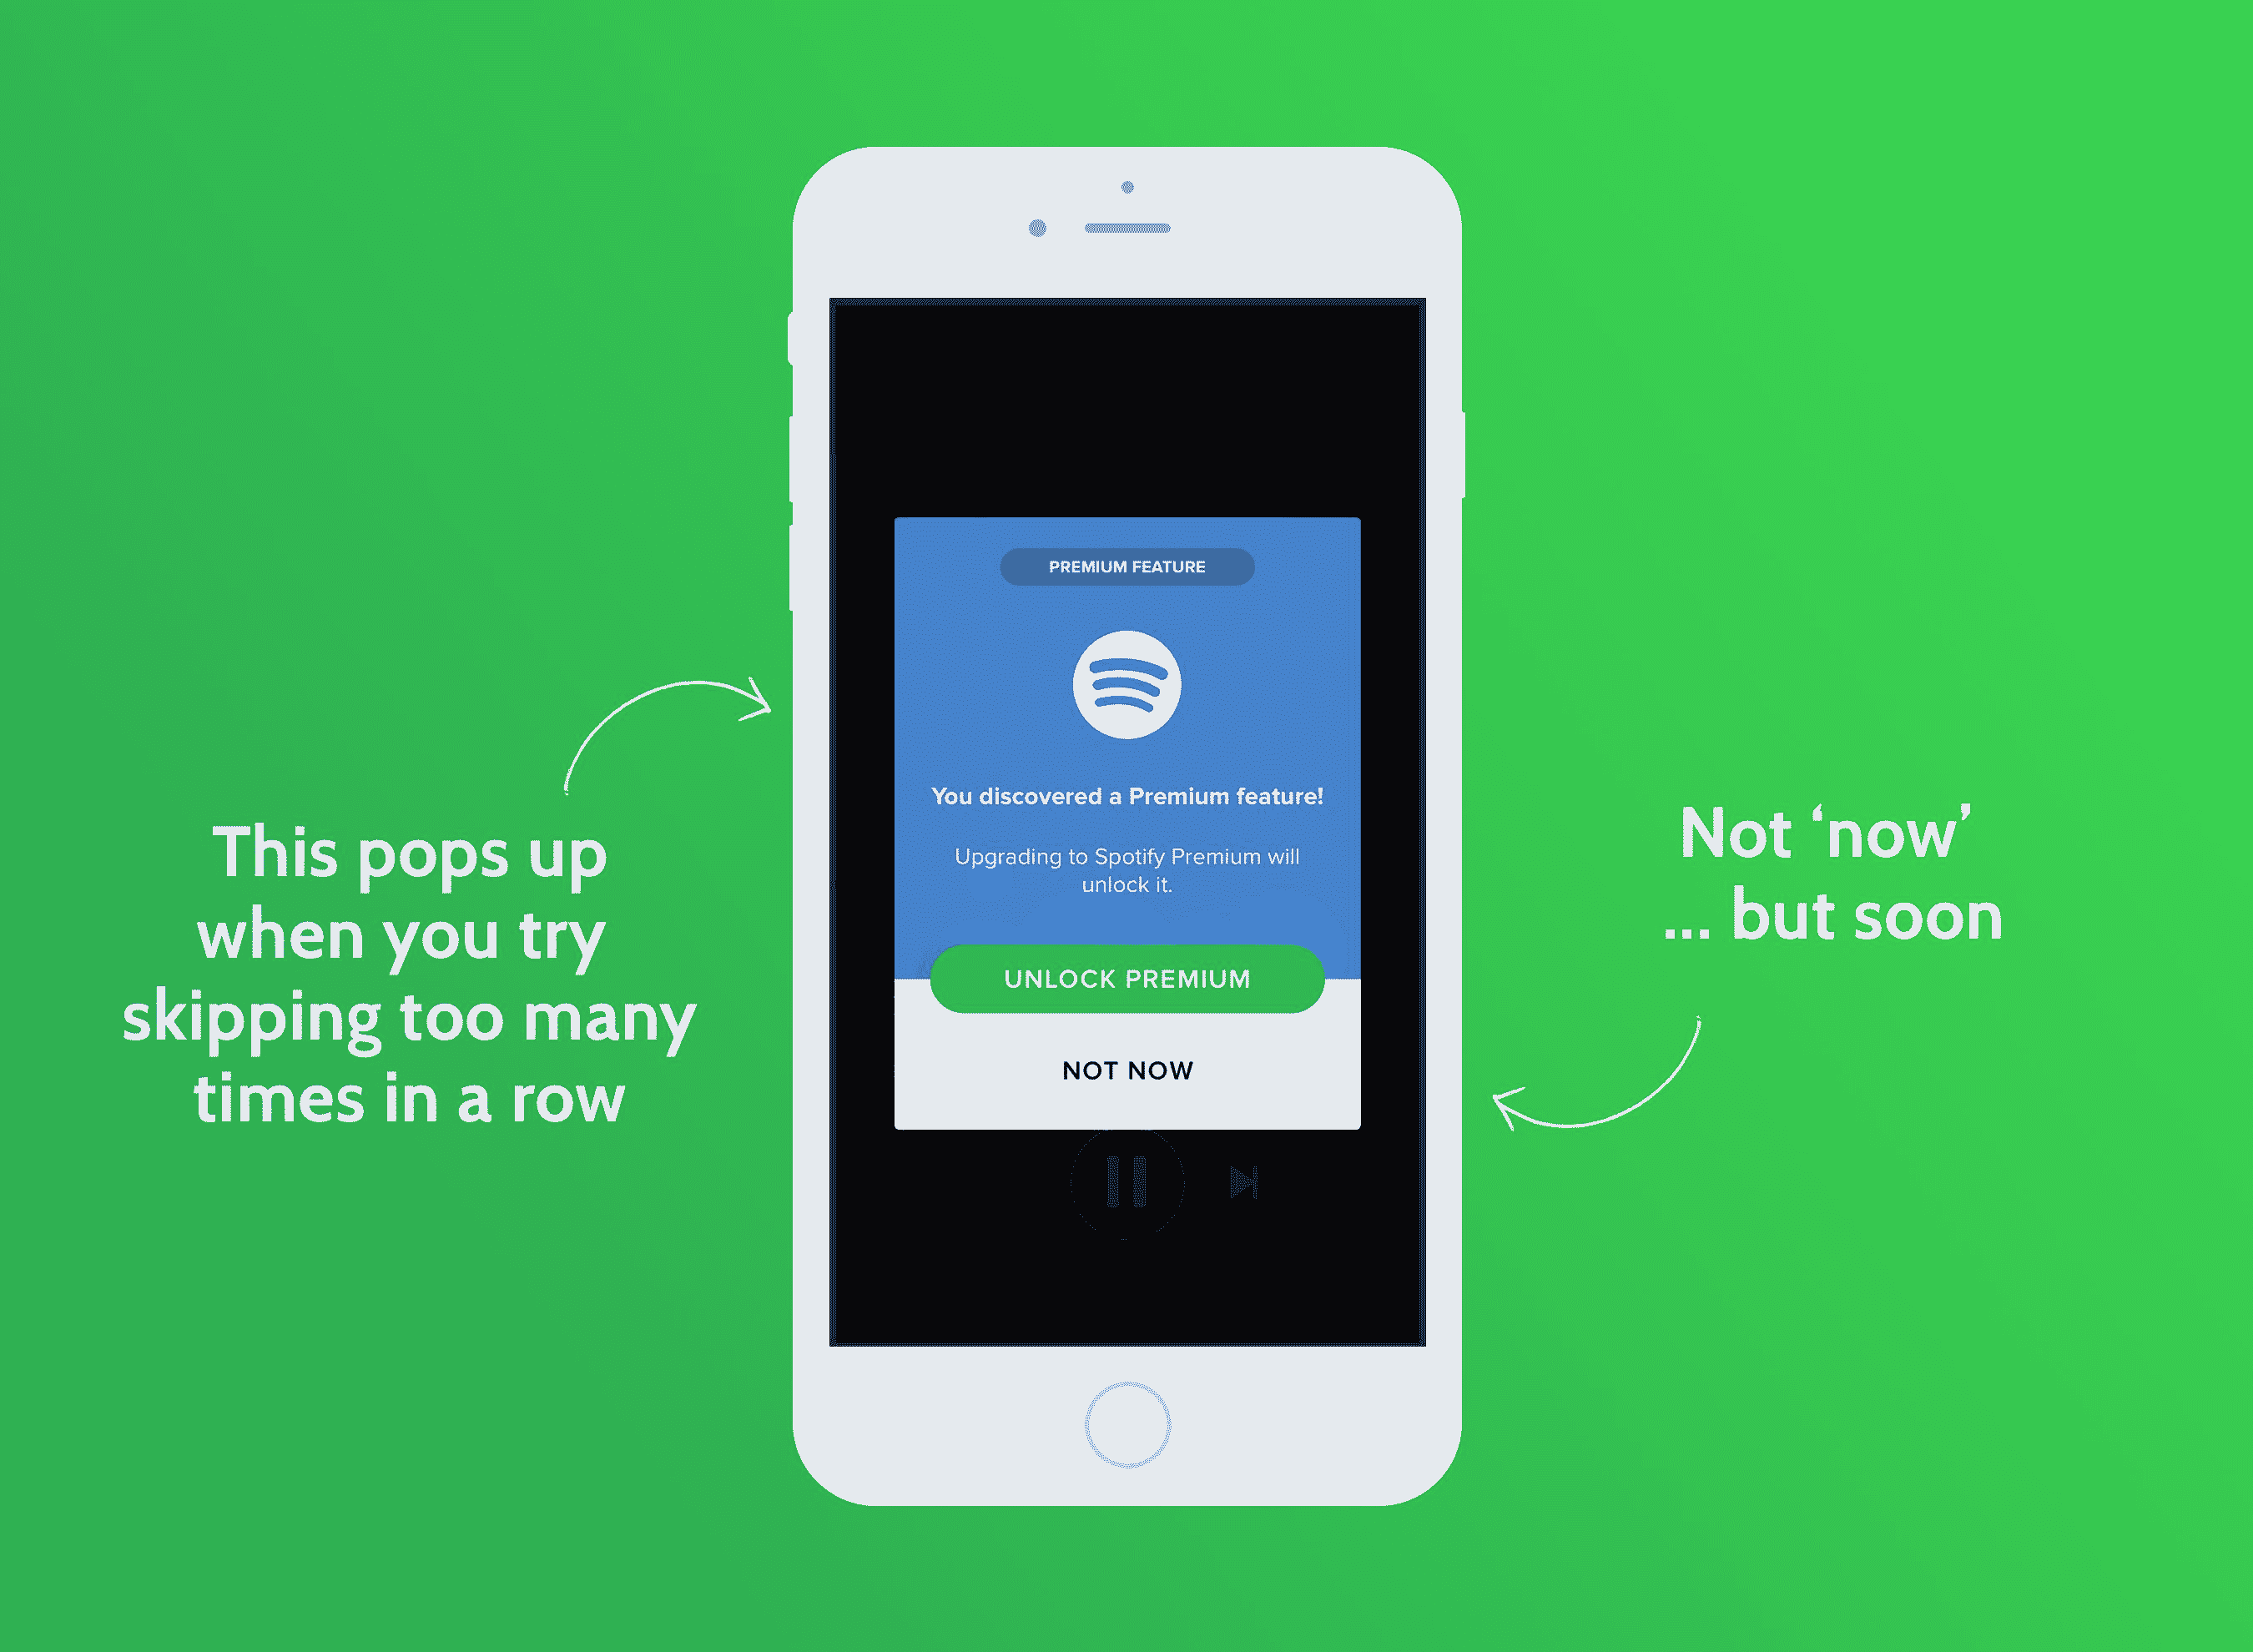 PREMIUM FEATURE
You discovered a Premium feature!
Upgrading to Spotify Premium will
unlock it.
UNLOCK PREMIUM
NOT NOW
This pops up
when you try
skipping too many
times in a row
Not ‘now’
... but soon